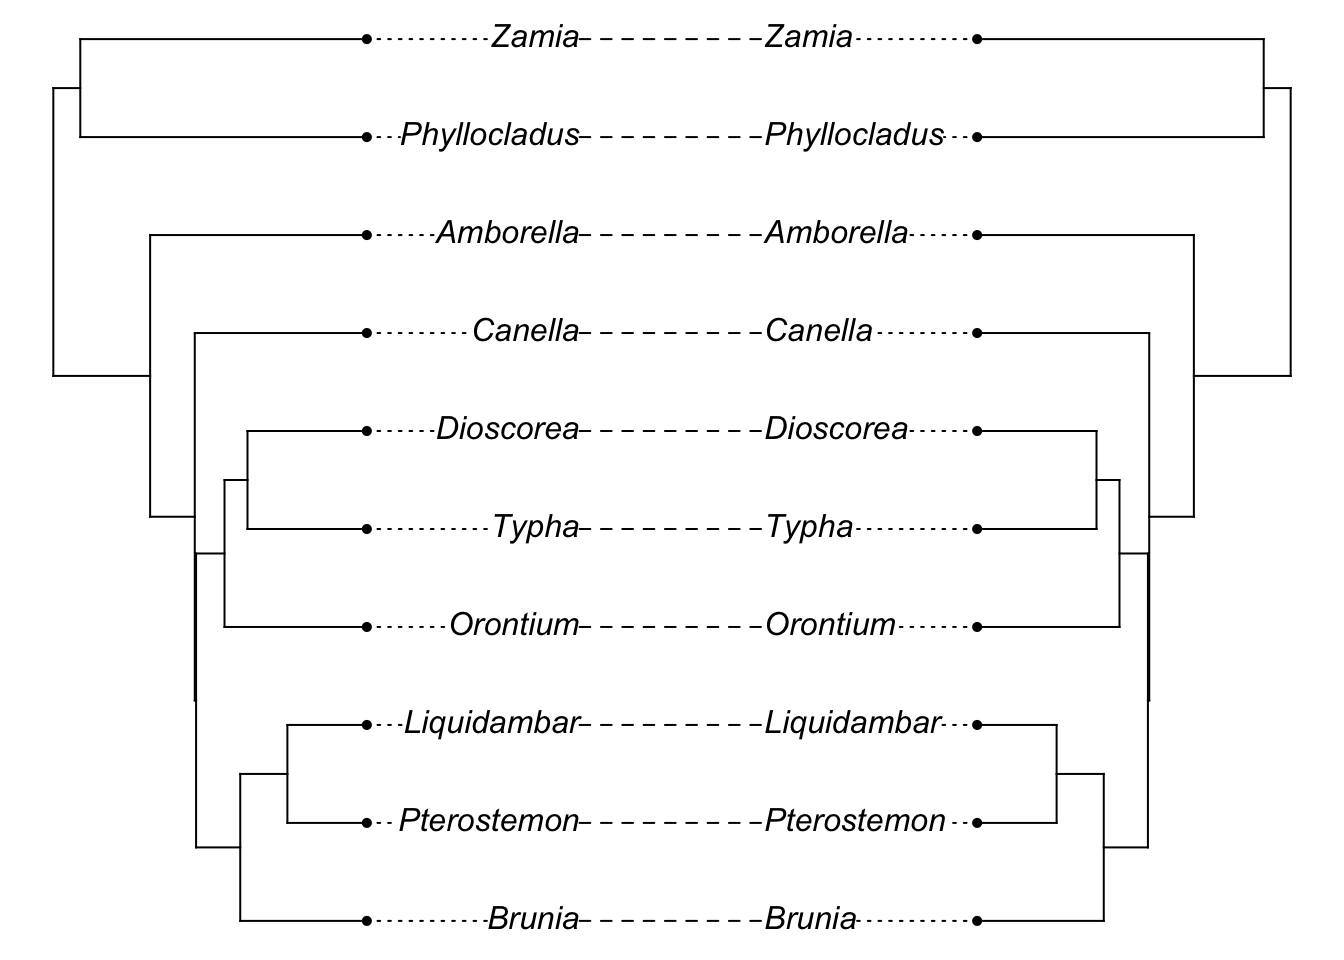 Zamia Zamia
Phyllocladus Phyllocladus
Amborella Amborella
Canella Canella
Dioscorea Dioscorea
Typha Typha
Orontium Orontium
Liquidambar Liquidambar
Pterostemon Pterostemon
Brunia Brunia